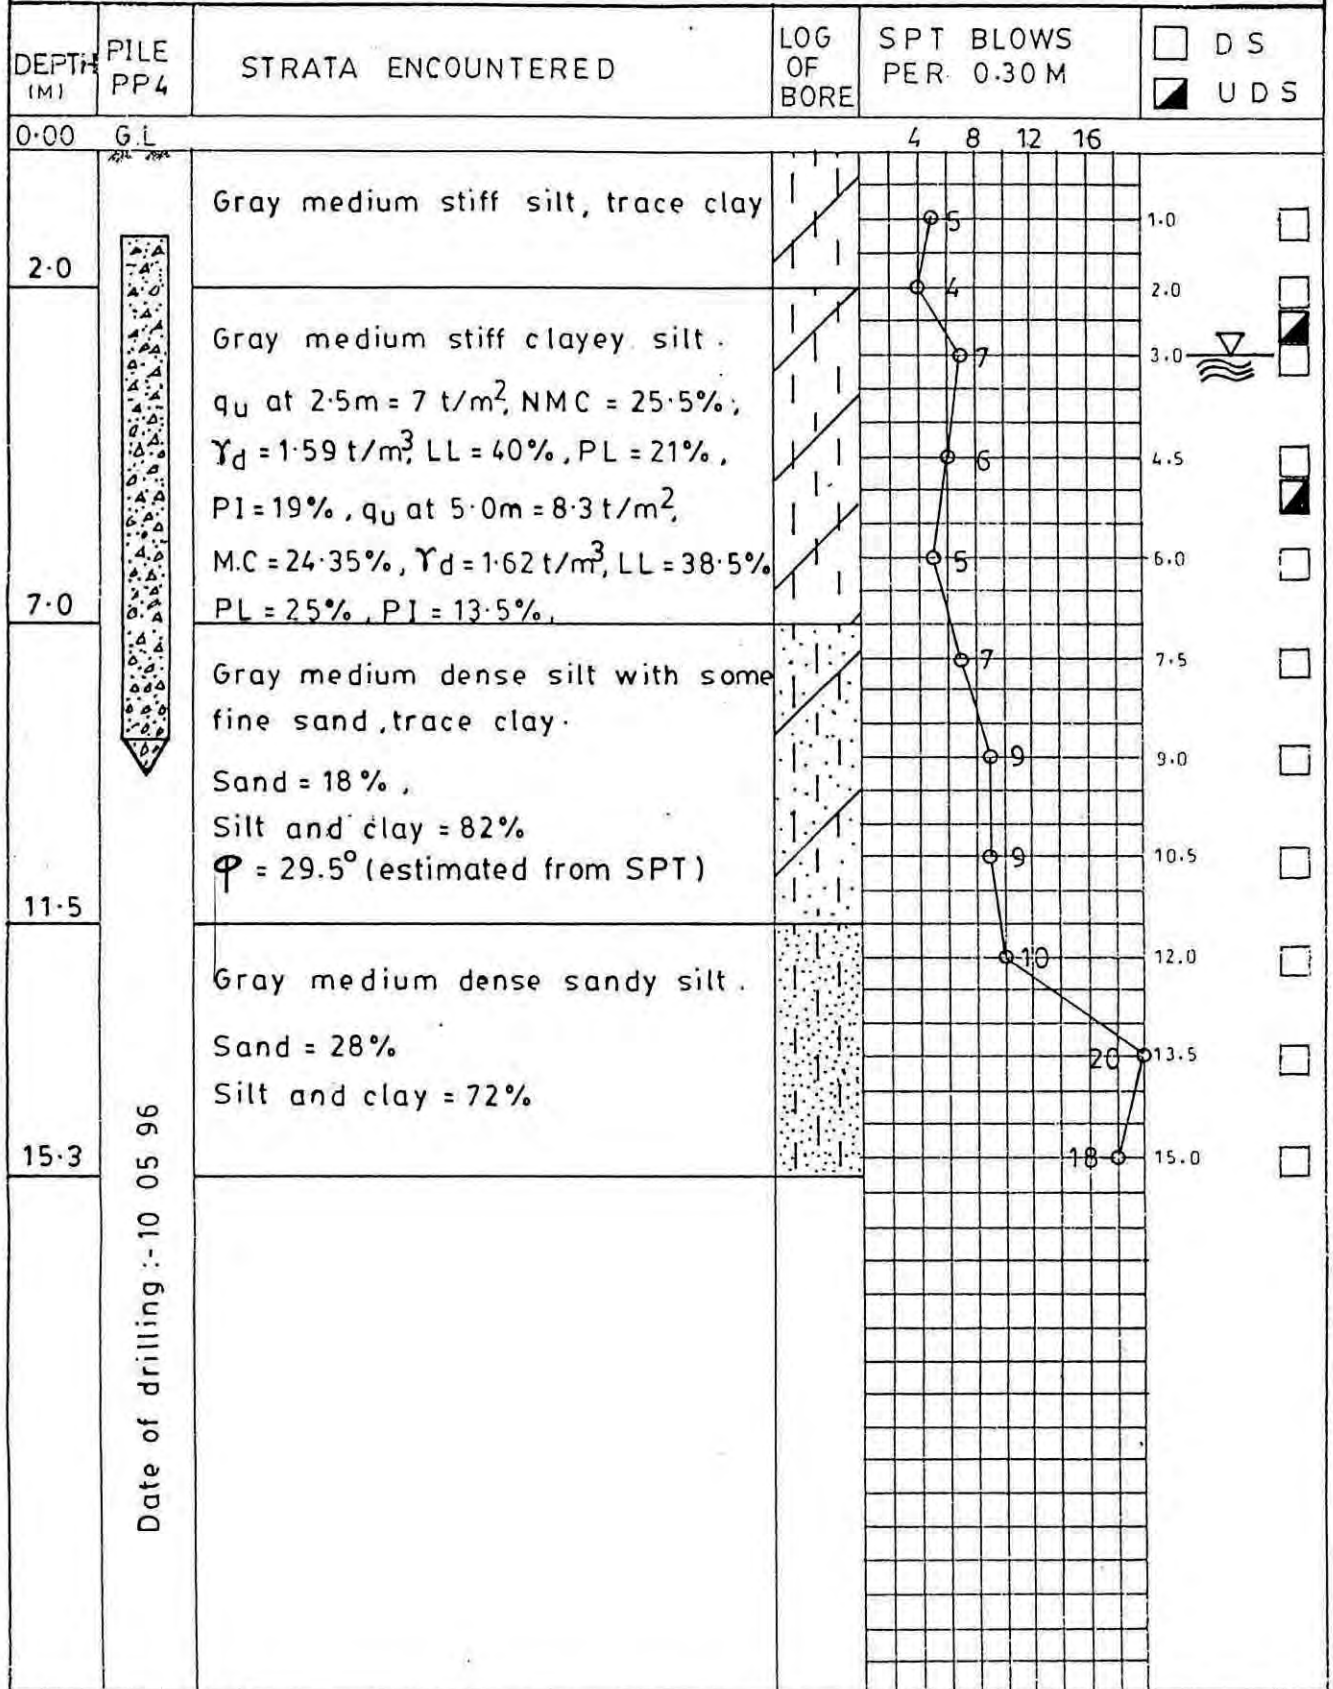 DEPTH
(M)
PILE
PP4
STRATA ENCOUNTERED
LOG
OF
BORE
SPT BLOWS
PER 0.30 M
DS
UDS
0·00 G.L
4 8 12 16
Gray medium stiff silt, trace clay
5 1.0
2·0
4 2.0
Gray medium stiff clayey silt.
7 3.0
qu at 2·5m = 7 t/m², NMC = 25·5%,
γd = 1·59 t/m³, LL = 40%, PL = 21%,
6 4.5
PI = 19%, qu at 5·0m = 8·3 t/m²,
M.C = 24·35%, γd = 1·62 t/m³, LL = 38·5%
5 6.0
PL = 25%, PI = 13·5%,
7·0
Gray medium dense silt with some
7 7.5
fine sand, trace clay.
9 9.0
Sand = 18%,
Silt and clay = 82%
φ = 29.5° (estimated from SPT)
9 10.5
11·5
10 12.0
Gray medium dense sandy silt.
Sand = 28%
20 13.5
Silt and clay = 72%
15·3
18 15.0
Date of drilling :- 10 05 96